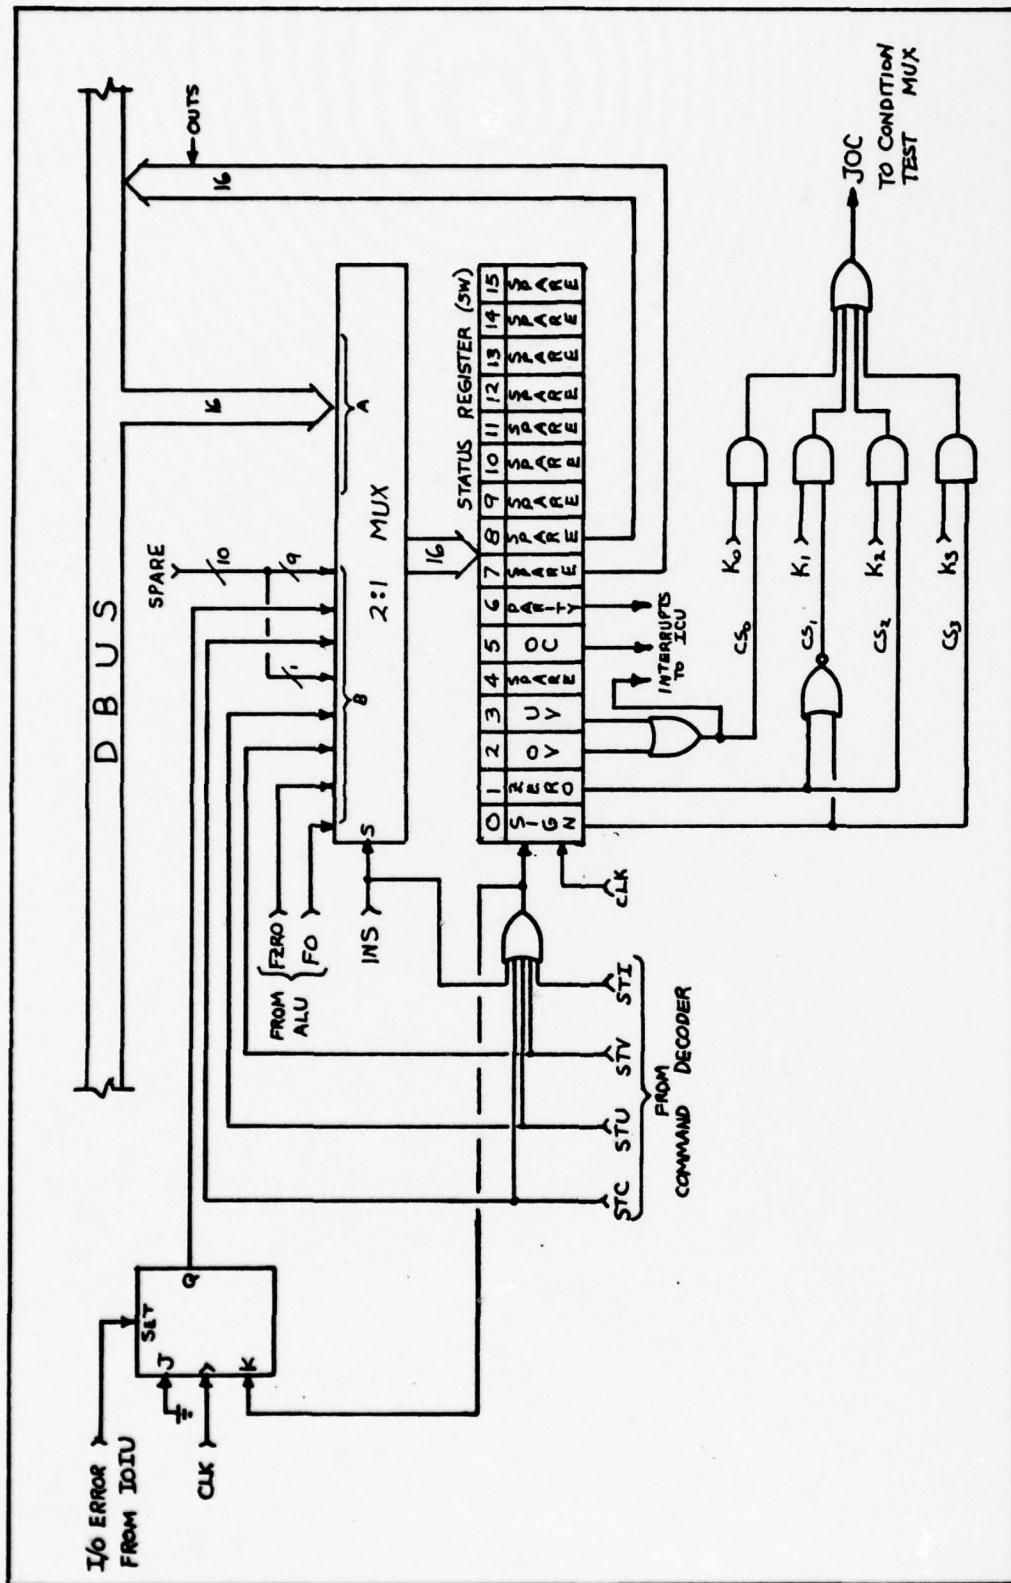 D BUS
I/O ERROR
FROM IOIU
SET
J
K
Q
CLK
SPARE
10
9
1
16
16
OUTS
B
A
2:1 MUX
S
16
FROM
ALU
FZRO
FO
INS
STATUS REGISTER (SW)
0 1 2 3 4 5 6 7 8 9 10 11 12 13 14 15
SIGN
ZERO
OV
UV
SPARE
OC
PARITY
SPARE
SPARE
SPARE
SPARE
SPARE
SPARE
SPARE
SPARE
SPARE
CLK
STC
STU
STV
STI
FROM
COMMAND DECODER
INTERRUPTS
TO ICU
K0
CS0
K1
CS1
K2
CS2
K3
CS3
JOC
TO CONDITION
TEST MUX